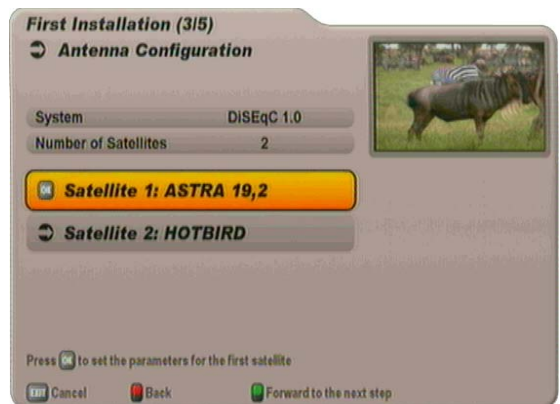 First Installation (3/5)
Antenna Configuration
System DiSEqC 1.0
Number of Satellites 2
OK Satellite 1: ASTRA 19,2
Satellite 2: HOTBIRD
Press OK to set the parameters for the first satellite
EXIT Cancel Back Forward to the next step